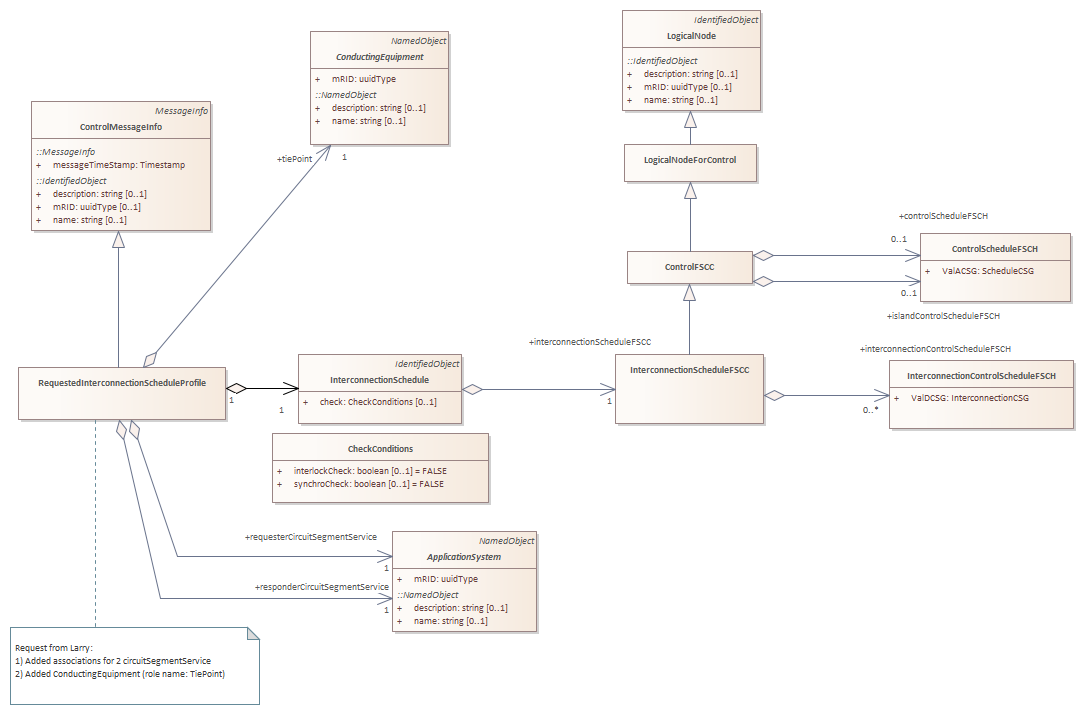 IdentifiedObject
LogicalNode
::IdentifiedObject
+ description: string [0..1]
+ mRID: uuidType [0..1]
+ name: string [0..1]
NamedObject
ConductingEquipment
+ mRID: uuidType
::NamedObject
+ description: string [0..1]
+ name: string [0..1]
MessageInfo
ControlMessageInfo
::MessageInfo
+ messageTimeStamp: Timestamp
::IdentifiedObject
+ description: string [0..1]
+ mRID: uuidType [0..1]
+ name: string [0..1]
+tiePoint
1
LogicalNodeForControl
+controlScheduleFSCH
0..1
ControlFSCC
ControlScheduleFSCH
+ ValACSG: ScheduleCSG
0..1
+islandControlScheduleFSCH
+interconnectionScheduleFSCC
+interconnectionControlScheduleFSCH
RequestedInterconnectionScheduleProfile
1
1
IdentifiedObject
InterconnectionSchedule
+ check: CheckConditions [0..1]
1
InterconnectionScheduleFSCC
0..*
InterconnectionControlScheduleFSCH
+ ValDCSG: InterconnectionCSG
CheckConditions
+ interlockCheck: boolean [0..1] = FALSE
+ synchroCheck: boolean [0..1] = FALSE
+requesterCircuitSegmentService
1
+responderCircuitSegmentService
1
NamedObject
ApplicationSystem
+ mRID: uuidType
::NamedObject
+ description: string [0..1]
+ name: string [0..1]
Request from Larry:
1) Added associations for 2 circuitSegmentService
2) Added ConductingEquipment (role name: TiePoint)